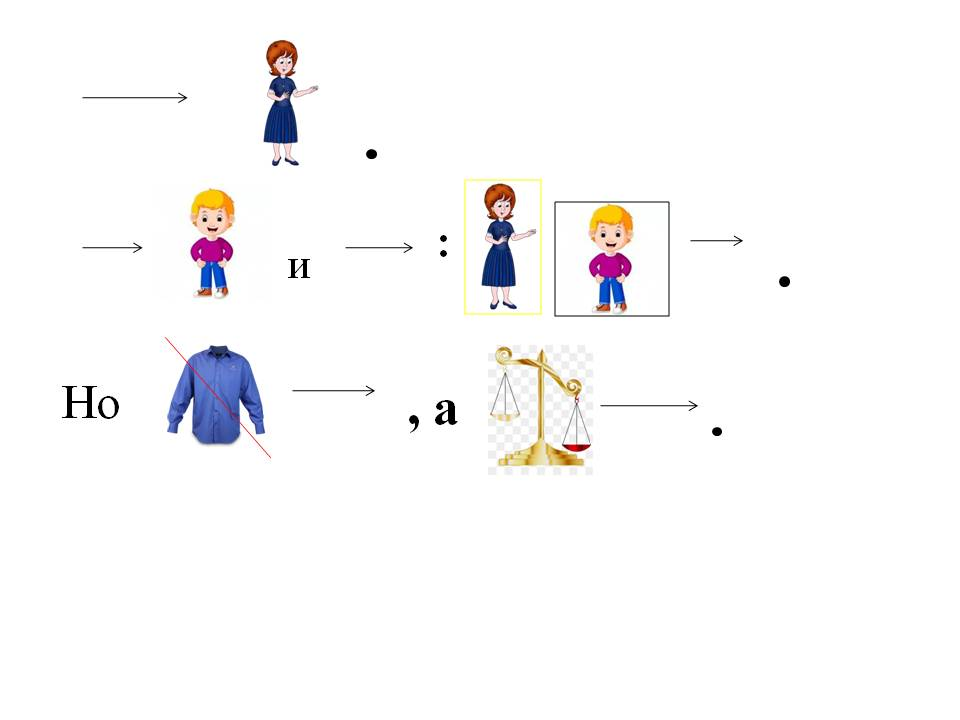 .
и : .
Но , а .